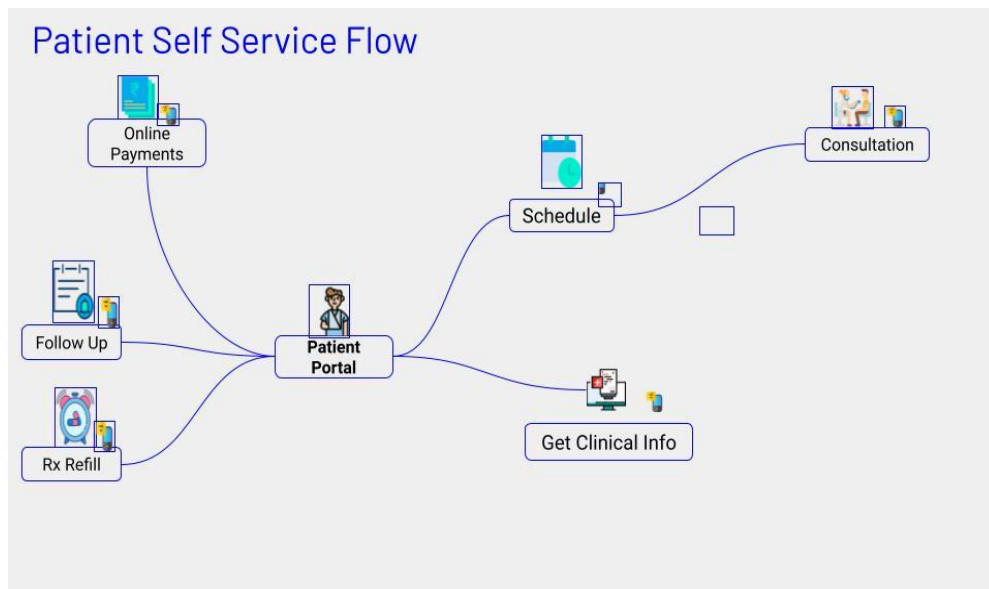 Patient Self Service Flow
Online
Payments
Consultation
Schedule
Follow Up
Patient
Portal
Get Clinical Info
Rx Refill